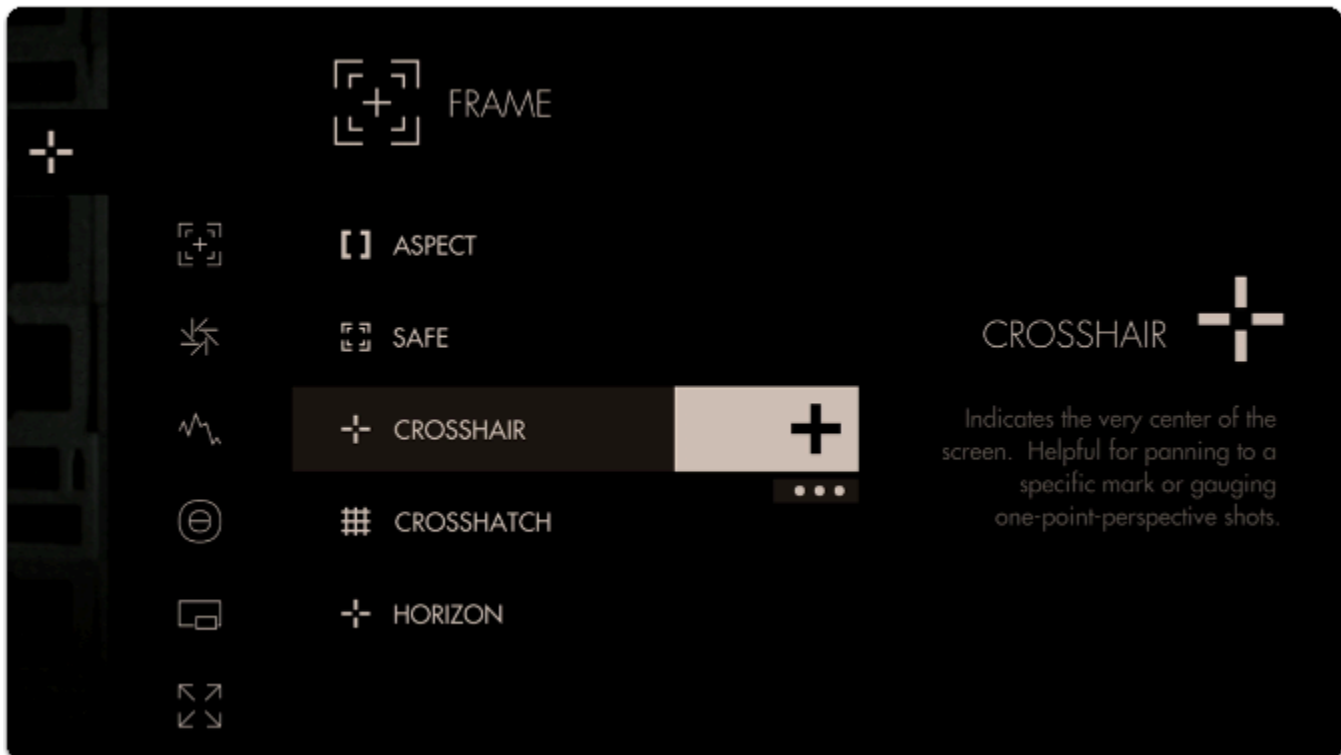 FRAME
ASPECT
SAFE
CROSSHAIR
CROSSHATCH
HORIZON
CROSSHAIR
Indicates the very center of the
screen. Helpful for panning to a
specific mark or gauging
one-point-perspective shots.